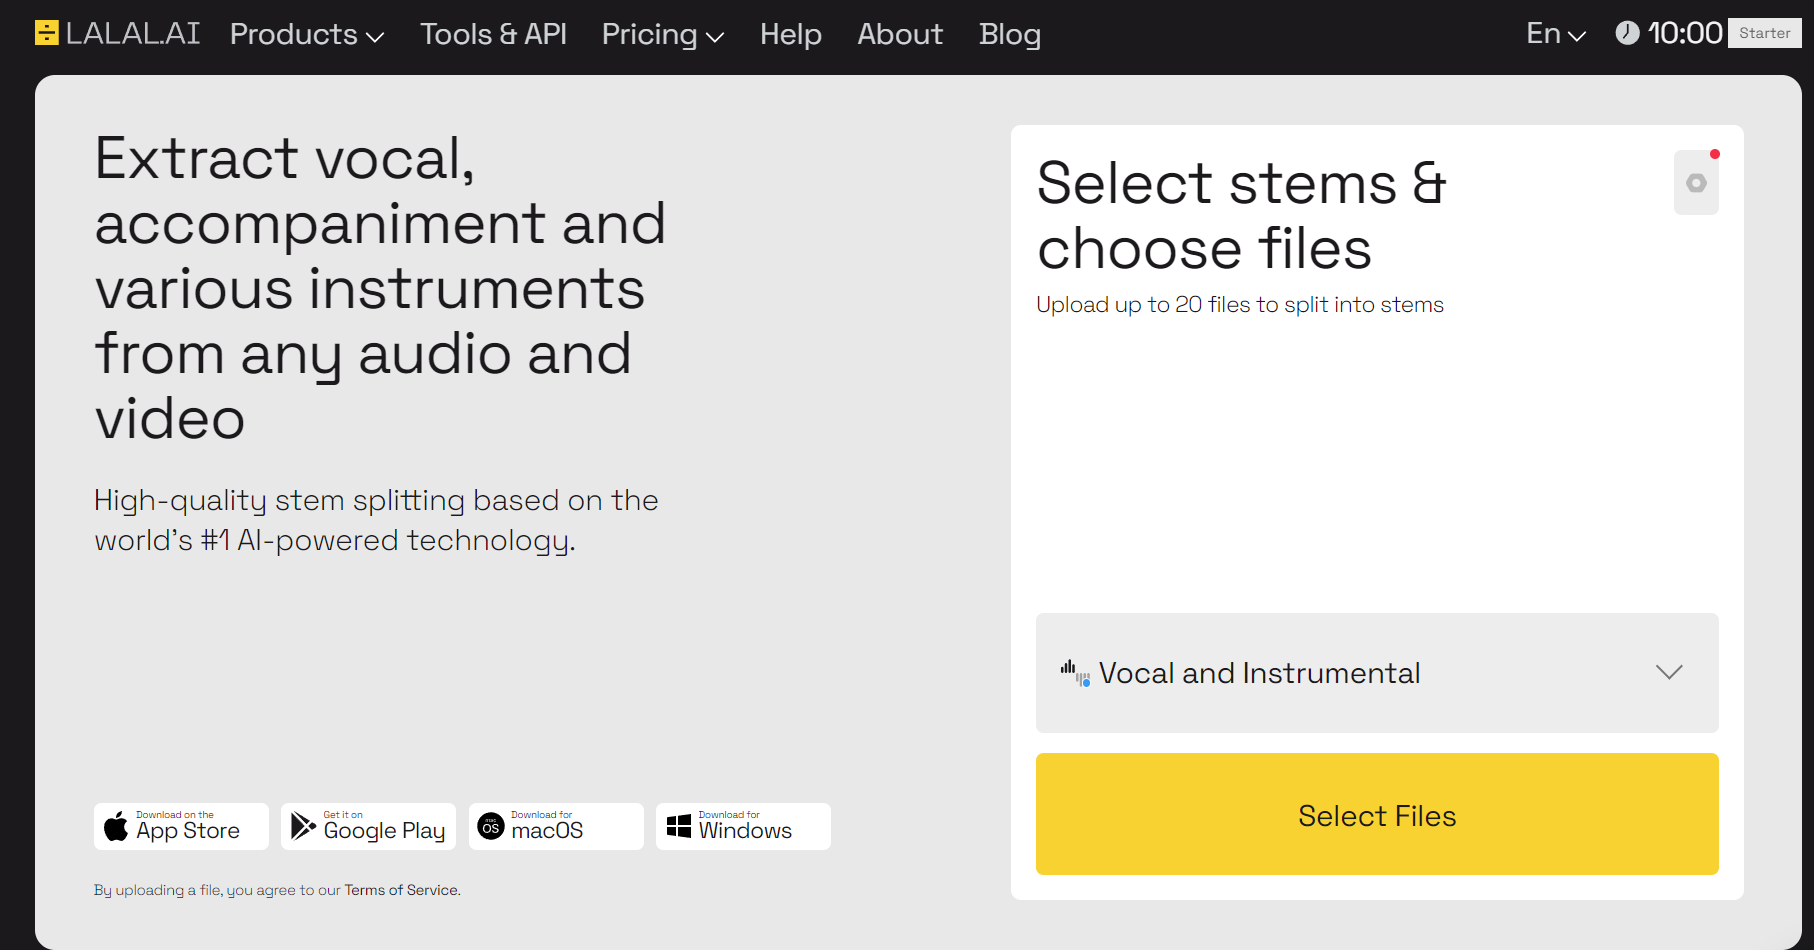 LALAL.AI Products Tools & API Pricing Help About Blog En 10:00 Starter
Extract vocal,
accompaniment and
various instruments
from any audio and
video
High-quality stem splitting based on the
world's #1 AI-powered technology.
Download on the
App Store
Get it on
Google Play
mac
OS
Download for
macOS
Download for
Windows
By uploading a file, you agree to our Terms of Service.
Select stems &
choose files
Upload up to 20 files to split into stems
Vocal and Instrumental
Select Files